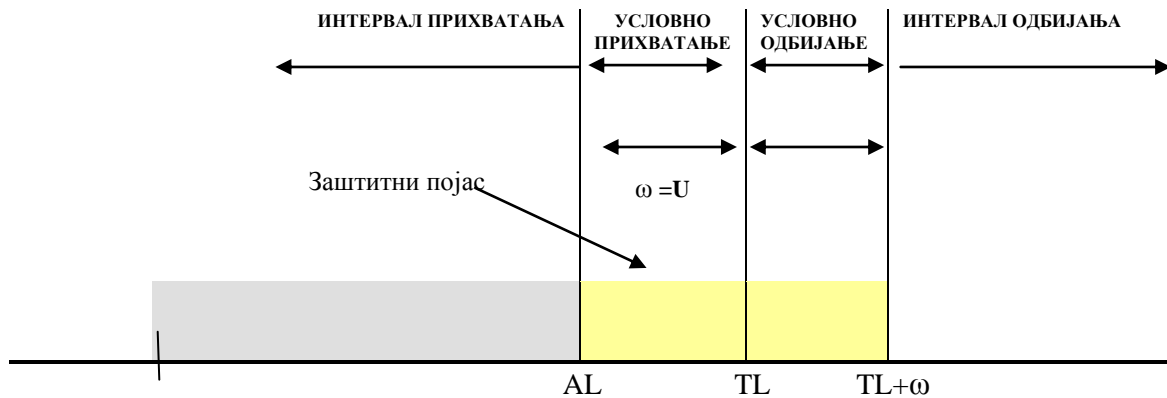 ИНТЕРВАЛ ПРИХВАТАЊА
УСЛОВНО
ПРИХВАТАЊЕ
УСЛОВНО
ОДБИЈАЊЕ
ИНТЕРВАЛ ОДБИЈАЊА
Заштитни појас
ω =U
AL
TL
TL+ω